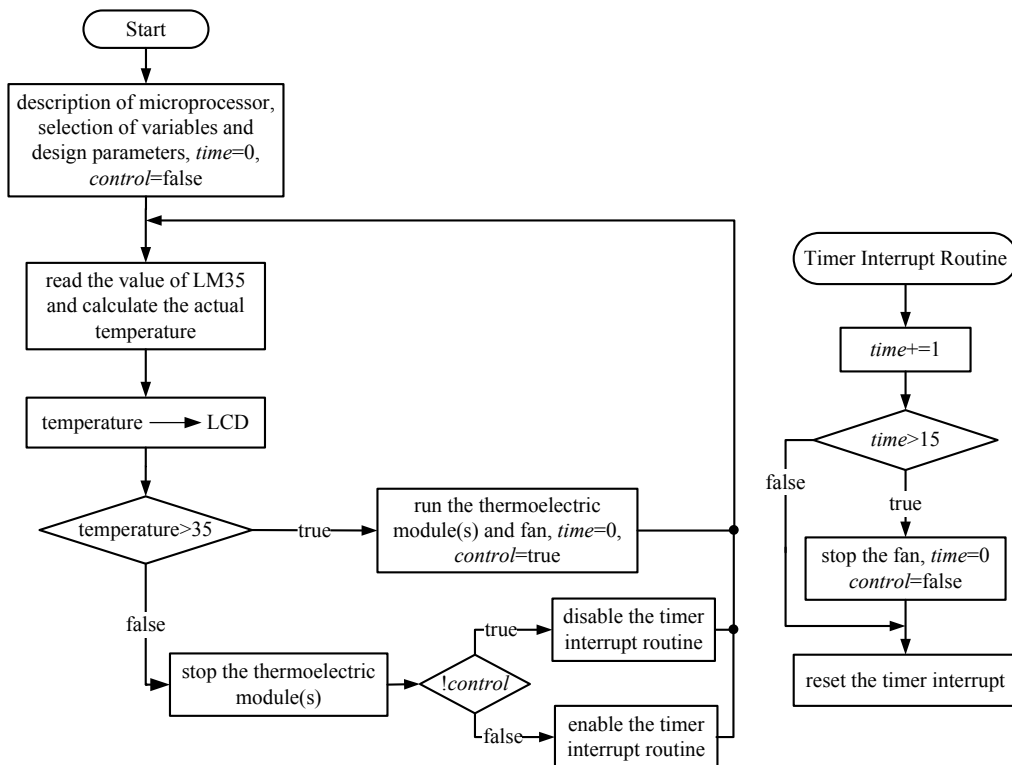 Start
description of microprocessor,
selection of variables and
design parameters, time=0,
control=false
read the value of LM35
and calculate the actual
temperature
temperature → LCD
temperature>35
true
run the thermoelectric
module(s) and fan, time=0,
control=true
false
stop the thermoelectric
module(s)
!control
true
disable the timer
interrupt routine
false
enable the timer
interrupt routine
Timer Interrupt Routine
time+=1
time>15
false
true
stop the fan, time=0
control=false
reset the timer interrupt